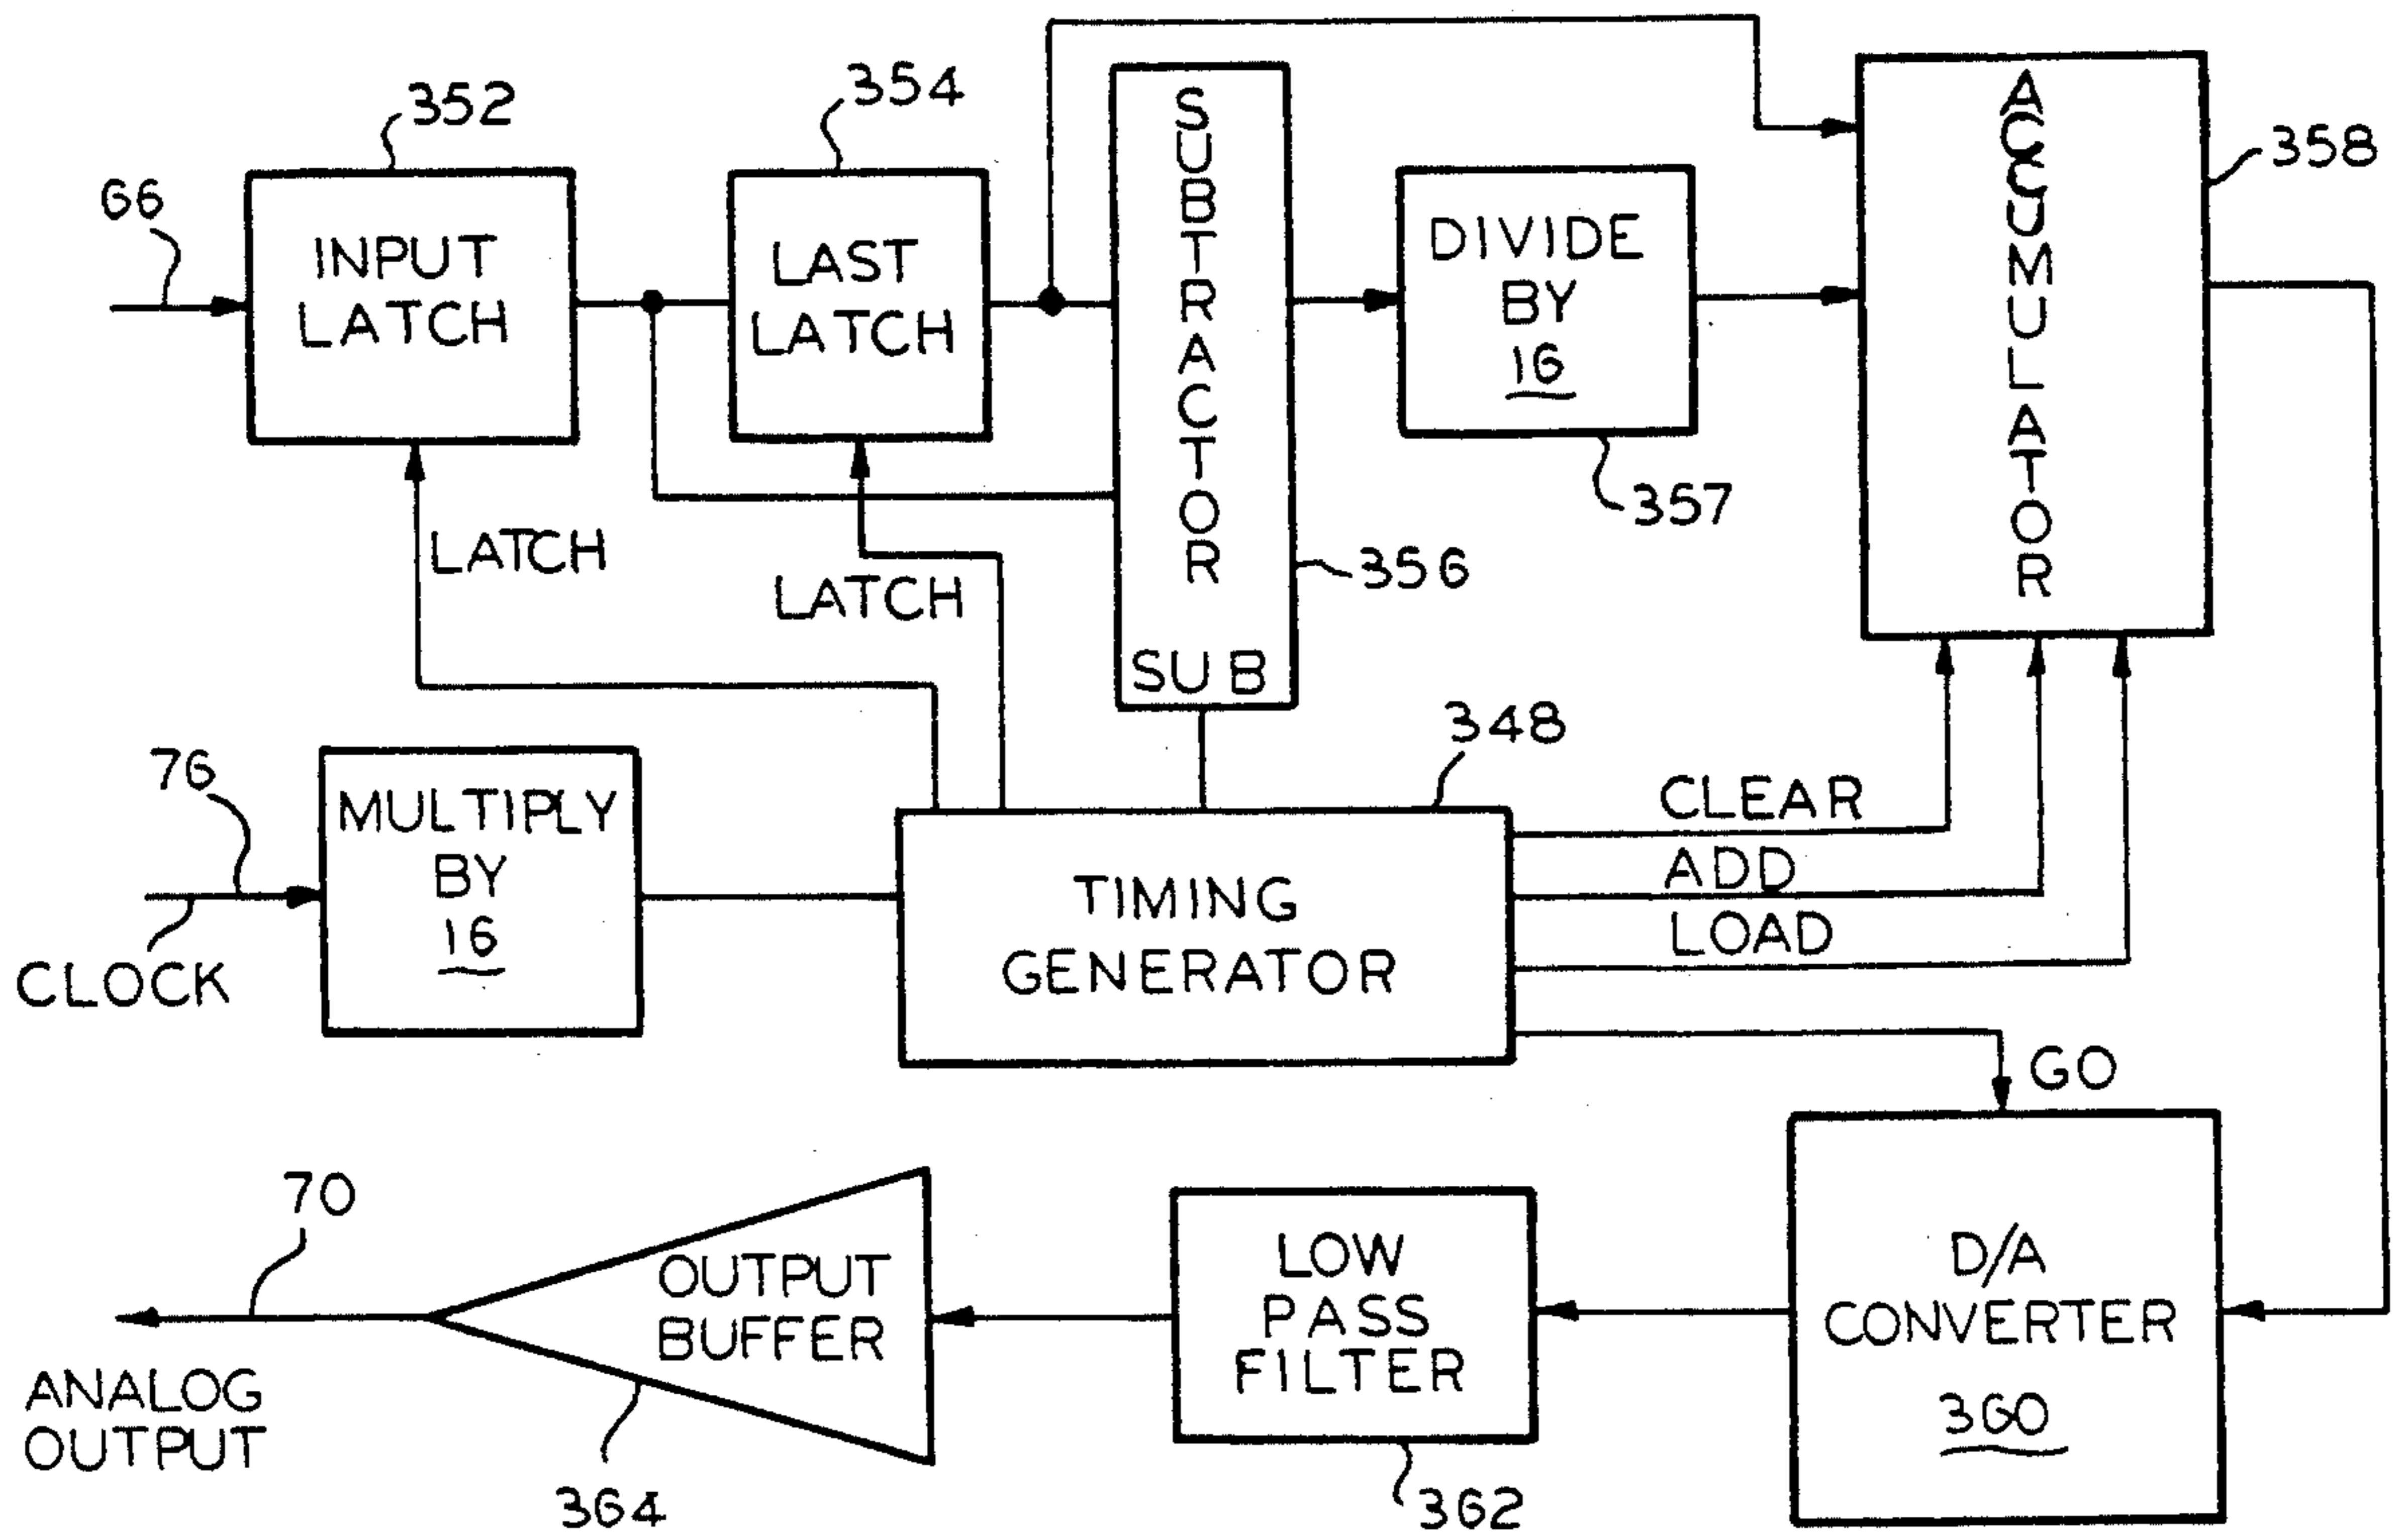 352
354
66
INPUT
LATCH
LAST
LATCH
SUBTRACTOR
SUB
356
DIVIDE
BY
16
357
ACCUMULATOR
358
LATCH
LATCH
76
CLOCK
MULTIPLY
BY
16
348
TIMING
GENERATOR
CLEAR
ADD
LOAD
GO
70
ANALOG
OUTPUT
OUTPUT
BUFFER
364
LOW
PASS
FILTER
362
D/A
CONVERTER
360